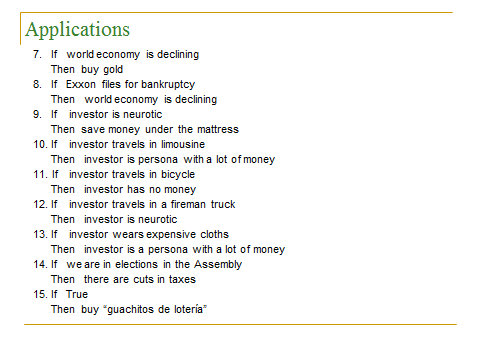 Applications
7. If world economy is declining
Then buy gold
8. If Exxon files for bankruptcy
Then world economy is declining
9. If investor is neurotic
Then save money under the mattress
10. If investor travels in limousine
Then investor is persona with a lot of money
11. If investor travels in bicycle
Then investor has no money
12. If investor travels in a fireman truck
Then investor is neurotic
13. If investor wears expensive cloths
Then investor is a persona with a lot of money
14. If we are in elections in the Assembly
Then there are cuts in taxes
15. If True
Then buy “guachitos de lotería”